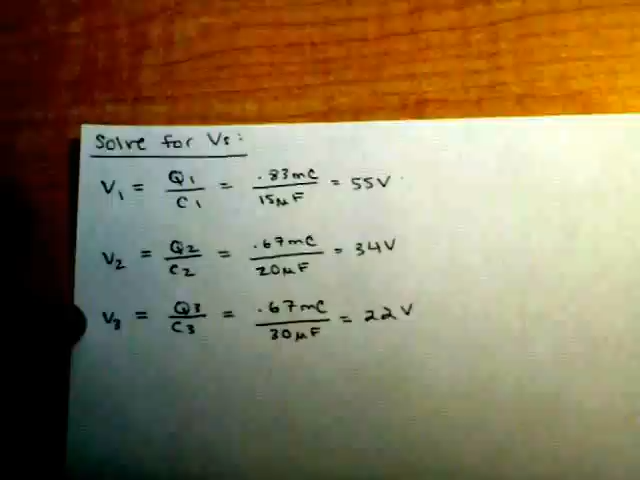 Solve for Vs:
V1 = Q1/C1 = .83mC/15μF = 55V
V2 = Q2/C2 = .67mC/20μF = 34V
V3 = Q3/C3 = .67mC/30μF = 22V